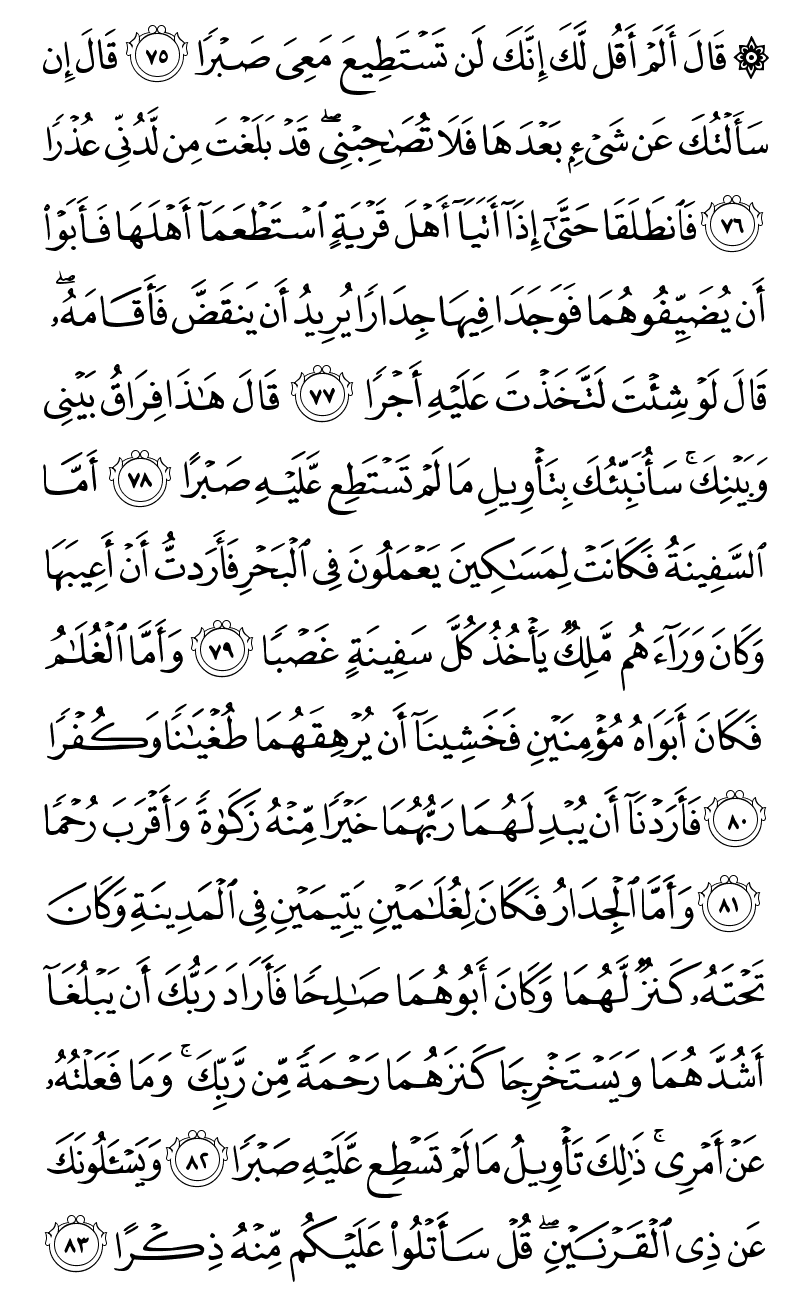 ۞ قَالَ أَلَمۡ أَقُل لَّكَ إِنَّكَ لَن تَسۡتَطِيعَ مَعِيَ صَبۡرٗا ٧٥ قَالَ إِن
سَأَلۡتُكَ عَن شَيۡءِۭ بَعۡدَهَا فَلَا تُصَٰحِبۡنِيۖ قَدۡ بَلَغۡتَ مِن لَّدُنِّي عُذۡرٗا
٧٦ فَٱنطَلَقَا حَتَّىٰٓ إِذَآ أَتَيَآ أَهۡلَ قَرۡيَةٍ ٱسۡتَطۡعَمَآ أَهۡلَهَا فَأَبَوۡاْ
أَن يُضَيِّفُوهُمَا فَوَجَدَا فِيهَا جِدَارٗا يُرِيدُ أَن يَنقَضَّ فَأَقَامَهُۥۖ
قَالَ لَوۡ شِئۡتَ لَتَّخَذۡتَ عَلَيۡهِ أَجۡرٗا ٧٧ قَالَ هَٰذَا فِرَاقُ بَيۡنِي
وَبَيۡنِكَۚ سَأُنَبِّئُكَ بِتَأۡوِيلِ مَا لَمۡ تَسۡتَطِع عَّلَيۡهِ صَبۡرًا ٧٨ أَمَّا
ٱلسَّفِينَةُ فَكَانَتۡ لِمَسَٰكِينَ يَعۡمَلُونَ فِي ٱلۡبَحۡرِ فَأَرَدتُّ أَنۡ أَعِيبَهَا
وَكَانَ وَرَآءَهُم مَّلِكٞ يَأۡخُذُ كُلَّ سَفِينَةٍ غَصۡبٗا ٧٩ وَأَمَّا ٱلۡغُلَٰمُ
فَكَانَ أَبَوَاهُ مُؤۡمِنَيۡنِ فَخَشِينَآ أَن يُرۡهِقَهُمَا طُغۡيَٰنٗا وَكُفۡرٗا
٨٠ فَأَرَدۡنَآ أَن يُبۡدِلَهُمَا رَبُّهُمَا خَيۡرٗا مِّنۡهُ زَكَوٰةٗ وَأَقۡرَبَ رُحۡمٗا
٨١ وَأَمَّا ٱلۡجِدَارُ فَكَانَ لِغُلَٰمَيۡنِ يَتِيمَيۡنِ فِي ٱلۡمَدِينَةِ وَكَانَ
تَحۡتَهُۥ كَنزٞ لَّهُمَا وَكَانَ أَبُوهُمَا صَٰلِحٗا فَأَرَادَ رَبُّكَ أَن يَبۡلُغَآ
أَشُدَّهُمَا وَيَسۡتَخۡرِجَا كَنزَهُمَا رَحۡمَةٗ مِّن رَّبِّكَۚ وَمَا فَعَلۡتُهُۥ
عَنۡ أَمۡرِيۚ ذَٰلِكَ تَأۡوِيلُ مَا لَمۡ تَسۡطِع عَّلَيۡهِ صَبۡرٗا ٨٢ وَيَسۡـَٔلُونَكَ
عَن ذِي ٱلۡقَرۡنَيۡنِۖ قُلۡ سَأَتۡلُواْ عَلَيۡكُم مِّنۡهُ ذِكۡرًا ٨٣